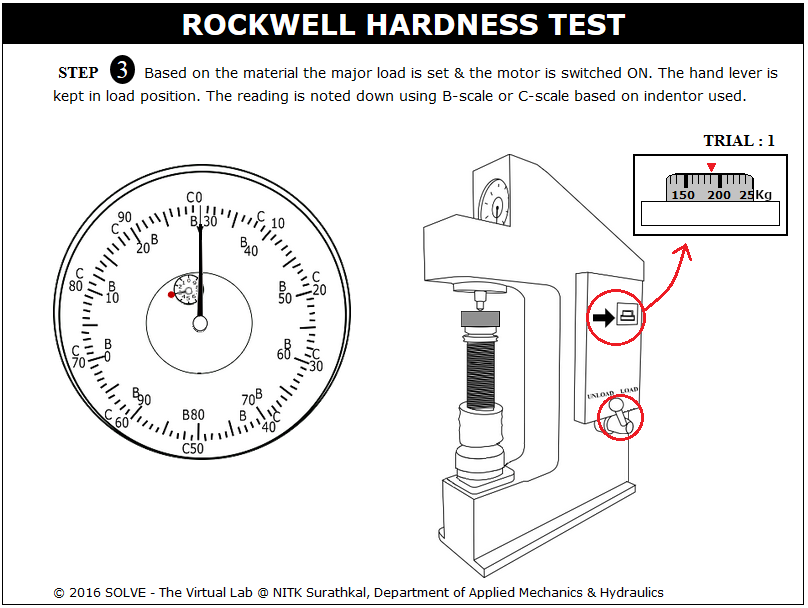 ROCKWELL HARDNESS TEST
STEP 3 Based on the material the major load is set & the motor is switched ON. The hand lever is
kept in load position. The reading is noted down using B-scale or C-scale based on indentor used.
TRIAL : 1
150 200 25Kg
C0
B 30
C 10
B 40
C 20
B 50
C 30
B 60
C 40
B 70
B
C50
B80
C 60
B 90
C 70
B 0
C 80
B 10
C 90
B 20
UNLOAD LOAD
© 2016 SOLVE - The Virtual Lab @ NITK Surathkal, Department of Applied Mechanics & Hydraulics